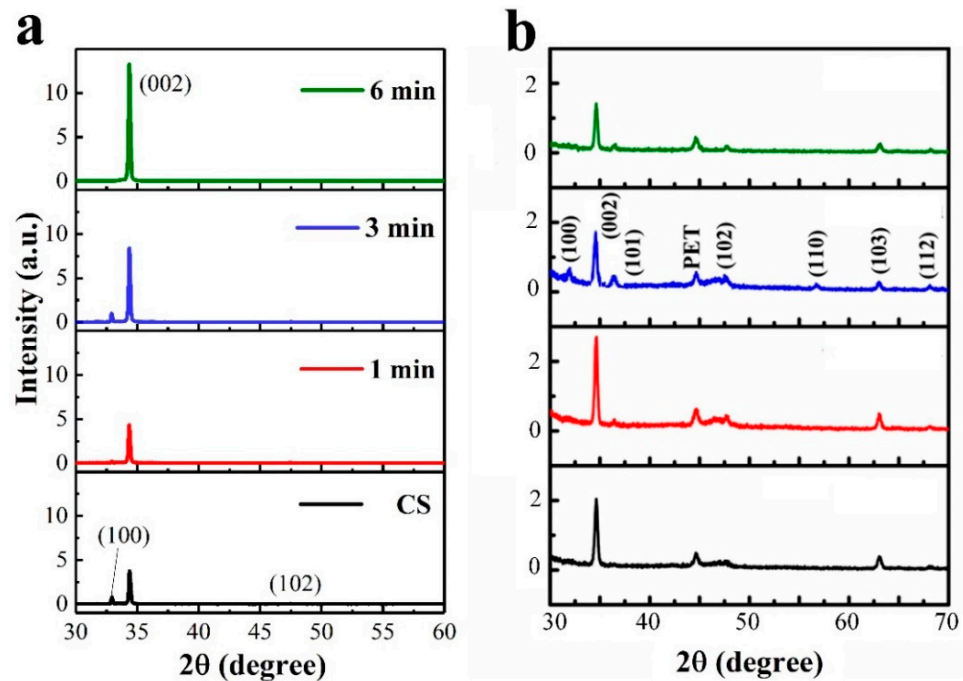 a
Intensity (a.u.)
10
5
0
(002)
6 min
10
5
0
3 min
10
5
0
1 min
10
5
0
(100)
(102)
CS
30 35 40 45 50 55 60
2θ (degree)
b
2
0
2
0
(100)
(002)
(101)
PET
(102)
(110)
(103)
(112)
2
0
2
0
30 40 50 60 70
2θ (degree)